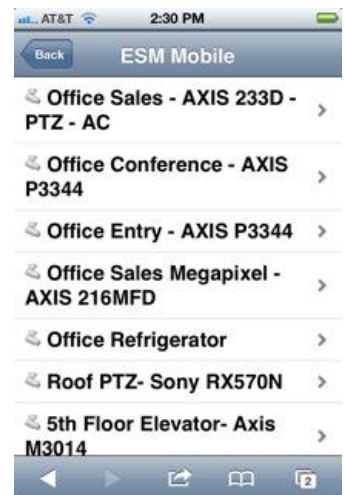 AT&T 2:30 PM
Back ESM Mobile
Office Sales - AXIS 233D -
PTZ - AC
Office Conference - AXIS
P3344
Office Entry - AXIS P3344
Office Sales Megapixel -
AXIS 216MFD
Office Refrigerator
Roof PTZ- Sony RX570N
5th Floor Elevator- Axis
M3014
2